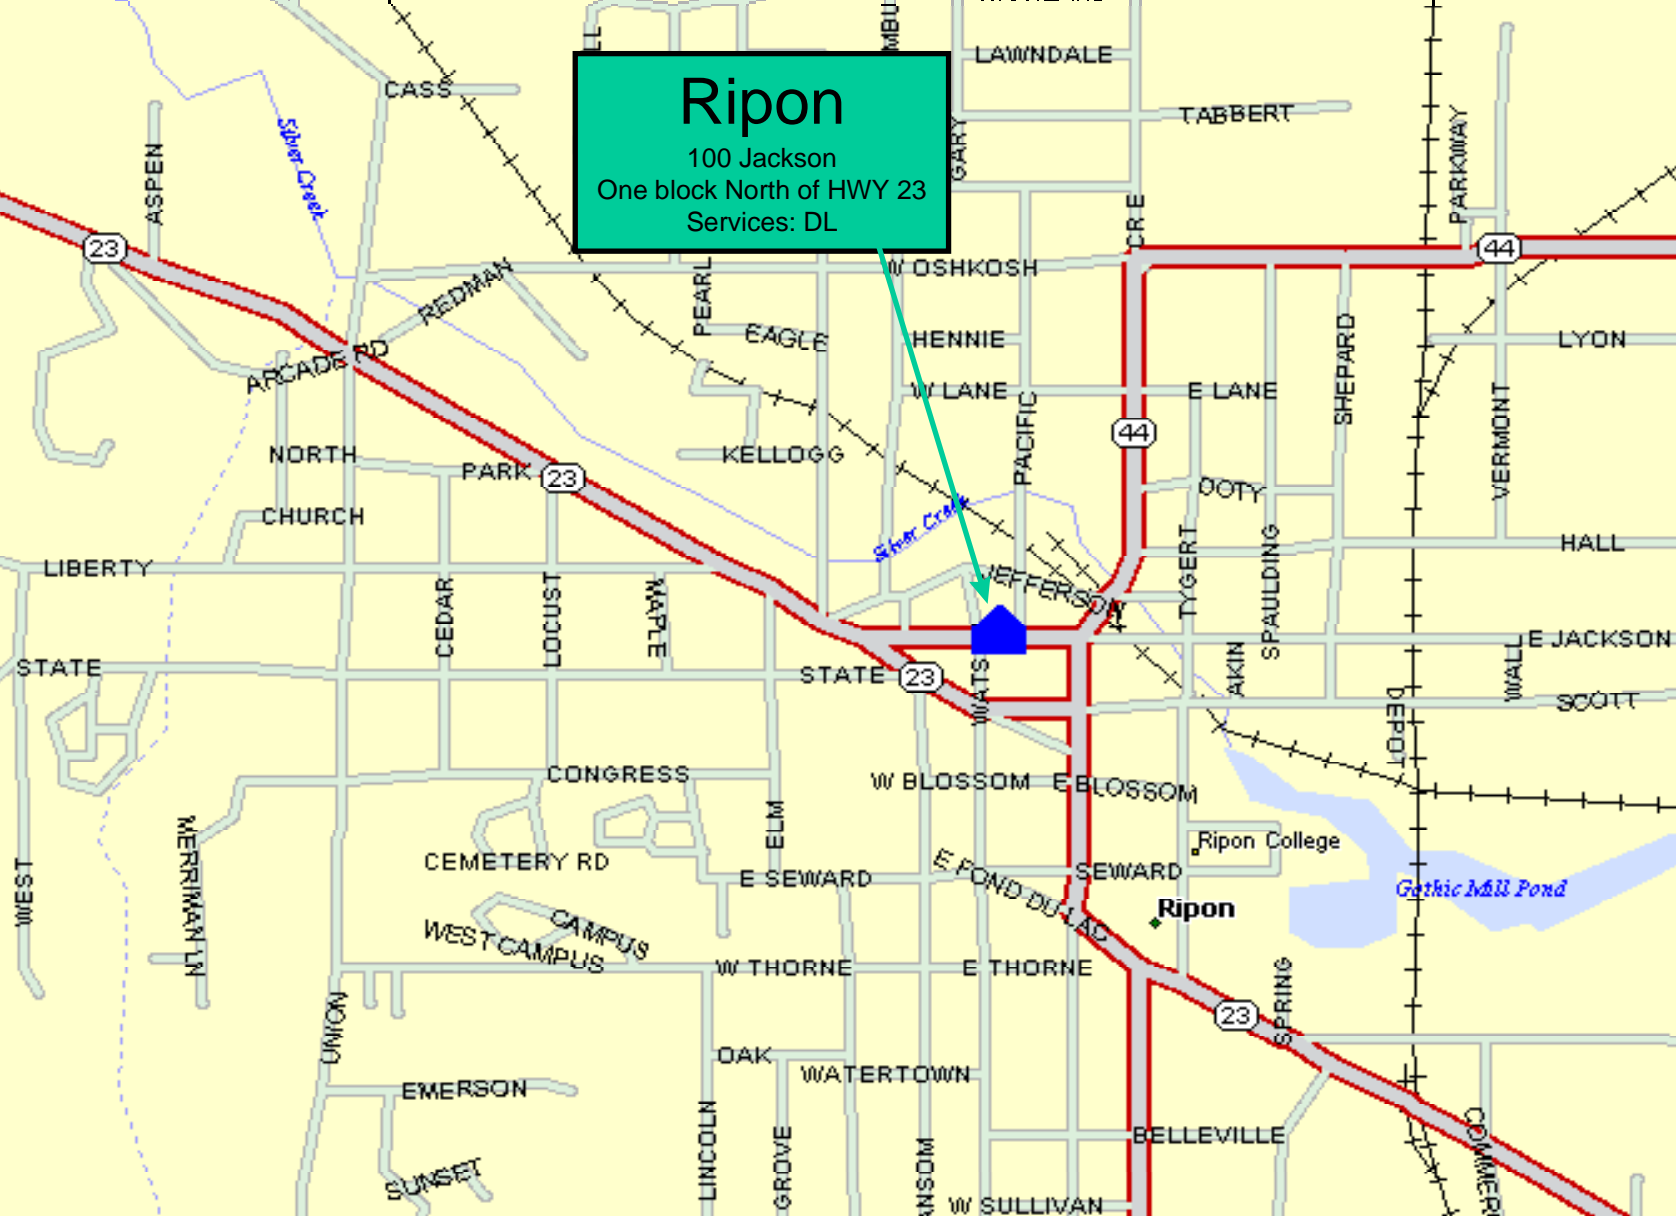 LL
LAWNDALE
CASS
TABBERT
Ripon
100 Jackson
One block North of HWY 23
Services: DL
Silver Creek
ASPEN
GARY
PARKWAY
CR E
23
44
W OSHKOSH
REDMAN
PEARL
EAGLE
HENNIE
LYON
SHEPARD
ARCADE RD
W LANE
E LANE
PACIFIC
VERMONT
44
NORTH
PARK
23
KELLOGG
DOTY
CHURCH
Silver Creek
TYGERT
SPAULDING
HALL
LIBERTY
CEDAR
LOCUST
MAPLE
JEFFERSON
E JACKSON
STATE
STATE
23
WATS
AKIN
WALL
SCOTT
DEPOT
CONGRESS
W BLOSSOM
E BLOSSOM
ELM
MERRIMAN LN
Ripon College
CEMETERY RD
WEST
E SEWARD
E FOND DU LAC
SEWARD
Gothic Mill Pond
Ripon
CAMPUS
WEST CAMPUS
W THORNE
E THORNE
UNION
SPRING
23
OAK
WATERTOWN
EMERSON
LINCOLN
GROVE
ANSOM
BELLEVILLE
COMMER
SUNSET
W SULLIVAN